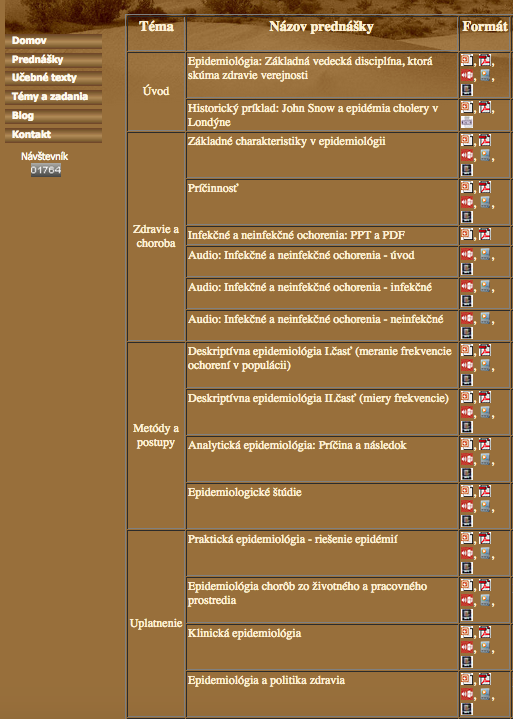 Domov
Prednášky
Učebné texty
Témy a zadania
Blog
Kontakt
Návštevník
01764
Téma
Názov prednášky
Formát
Úvod
Epidemiológia: Základná vedecká disciplína, ktorá
skúma zdravie verejnosti
Historický príklad: John Snow a epidémia cholery v
Londýne
Zdravie a
choroba
Základné charakteristiky v epidemiológii
Príčinnosť
Infekčné a neinfekčné ochorenia: PPT a PDF
Audio: Infekčné a neinfekčné ochorenia - úvod
Audio: Infekčné a neinfekčné ochorenia - infekčné
Audio: Infekčné a neinfekčné ochorenia - neinfekčné
Metódy a
postupy
Deskriptívna epidemiológia I.časť (meranie frekvencie
ochorení v populácii)
Deskriptívna epidemiológia II.časť (miery frekvencie)
Analytická epidemiológia: Príčina a následok
Epidemiologické štúdie
Uplatnenie
Praktická epidemiológia - riešenie epidémií
Epidemiológia chorôb zo životného a pracovného
prostredia
Klinická epidemiológia
Epidemiológia a politika zdravia